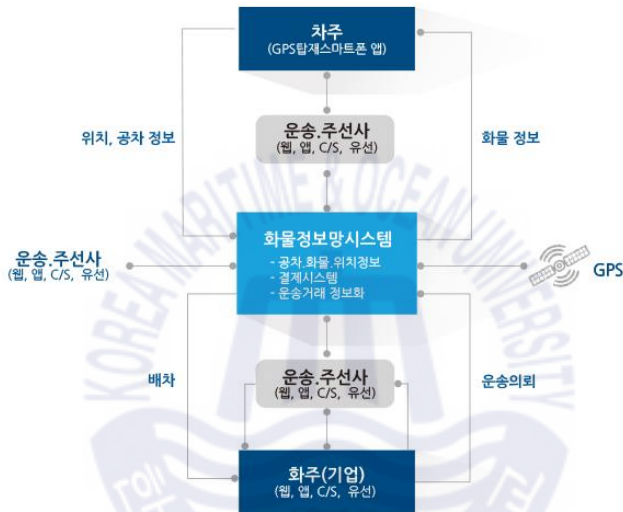 차주
(GPS탑재스마트폰 앱)
운송.주선사
(웹, 앱, C/S, 유선)
위치, 공차 정보
화물 정보
화물정보망시스템
- 공차.화물.위치정보
- 결제시스템
- 운송거래 정보화
운송.주선사
(웹, 앱, C/S, 유선)
GPS
배차
운송.주선사
(웹, 앱, C/S, 유선)
운송의뢰
화주(기업)
(웹, 앱, C/S, 유선)
KOREA MARITIME & OCEAN UNIVERSITY